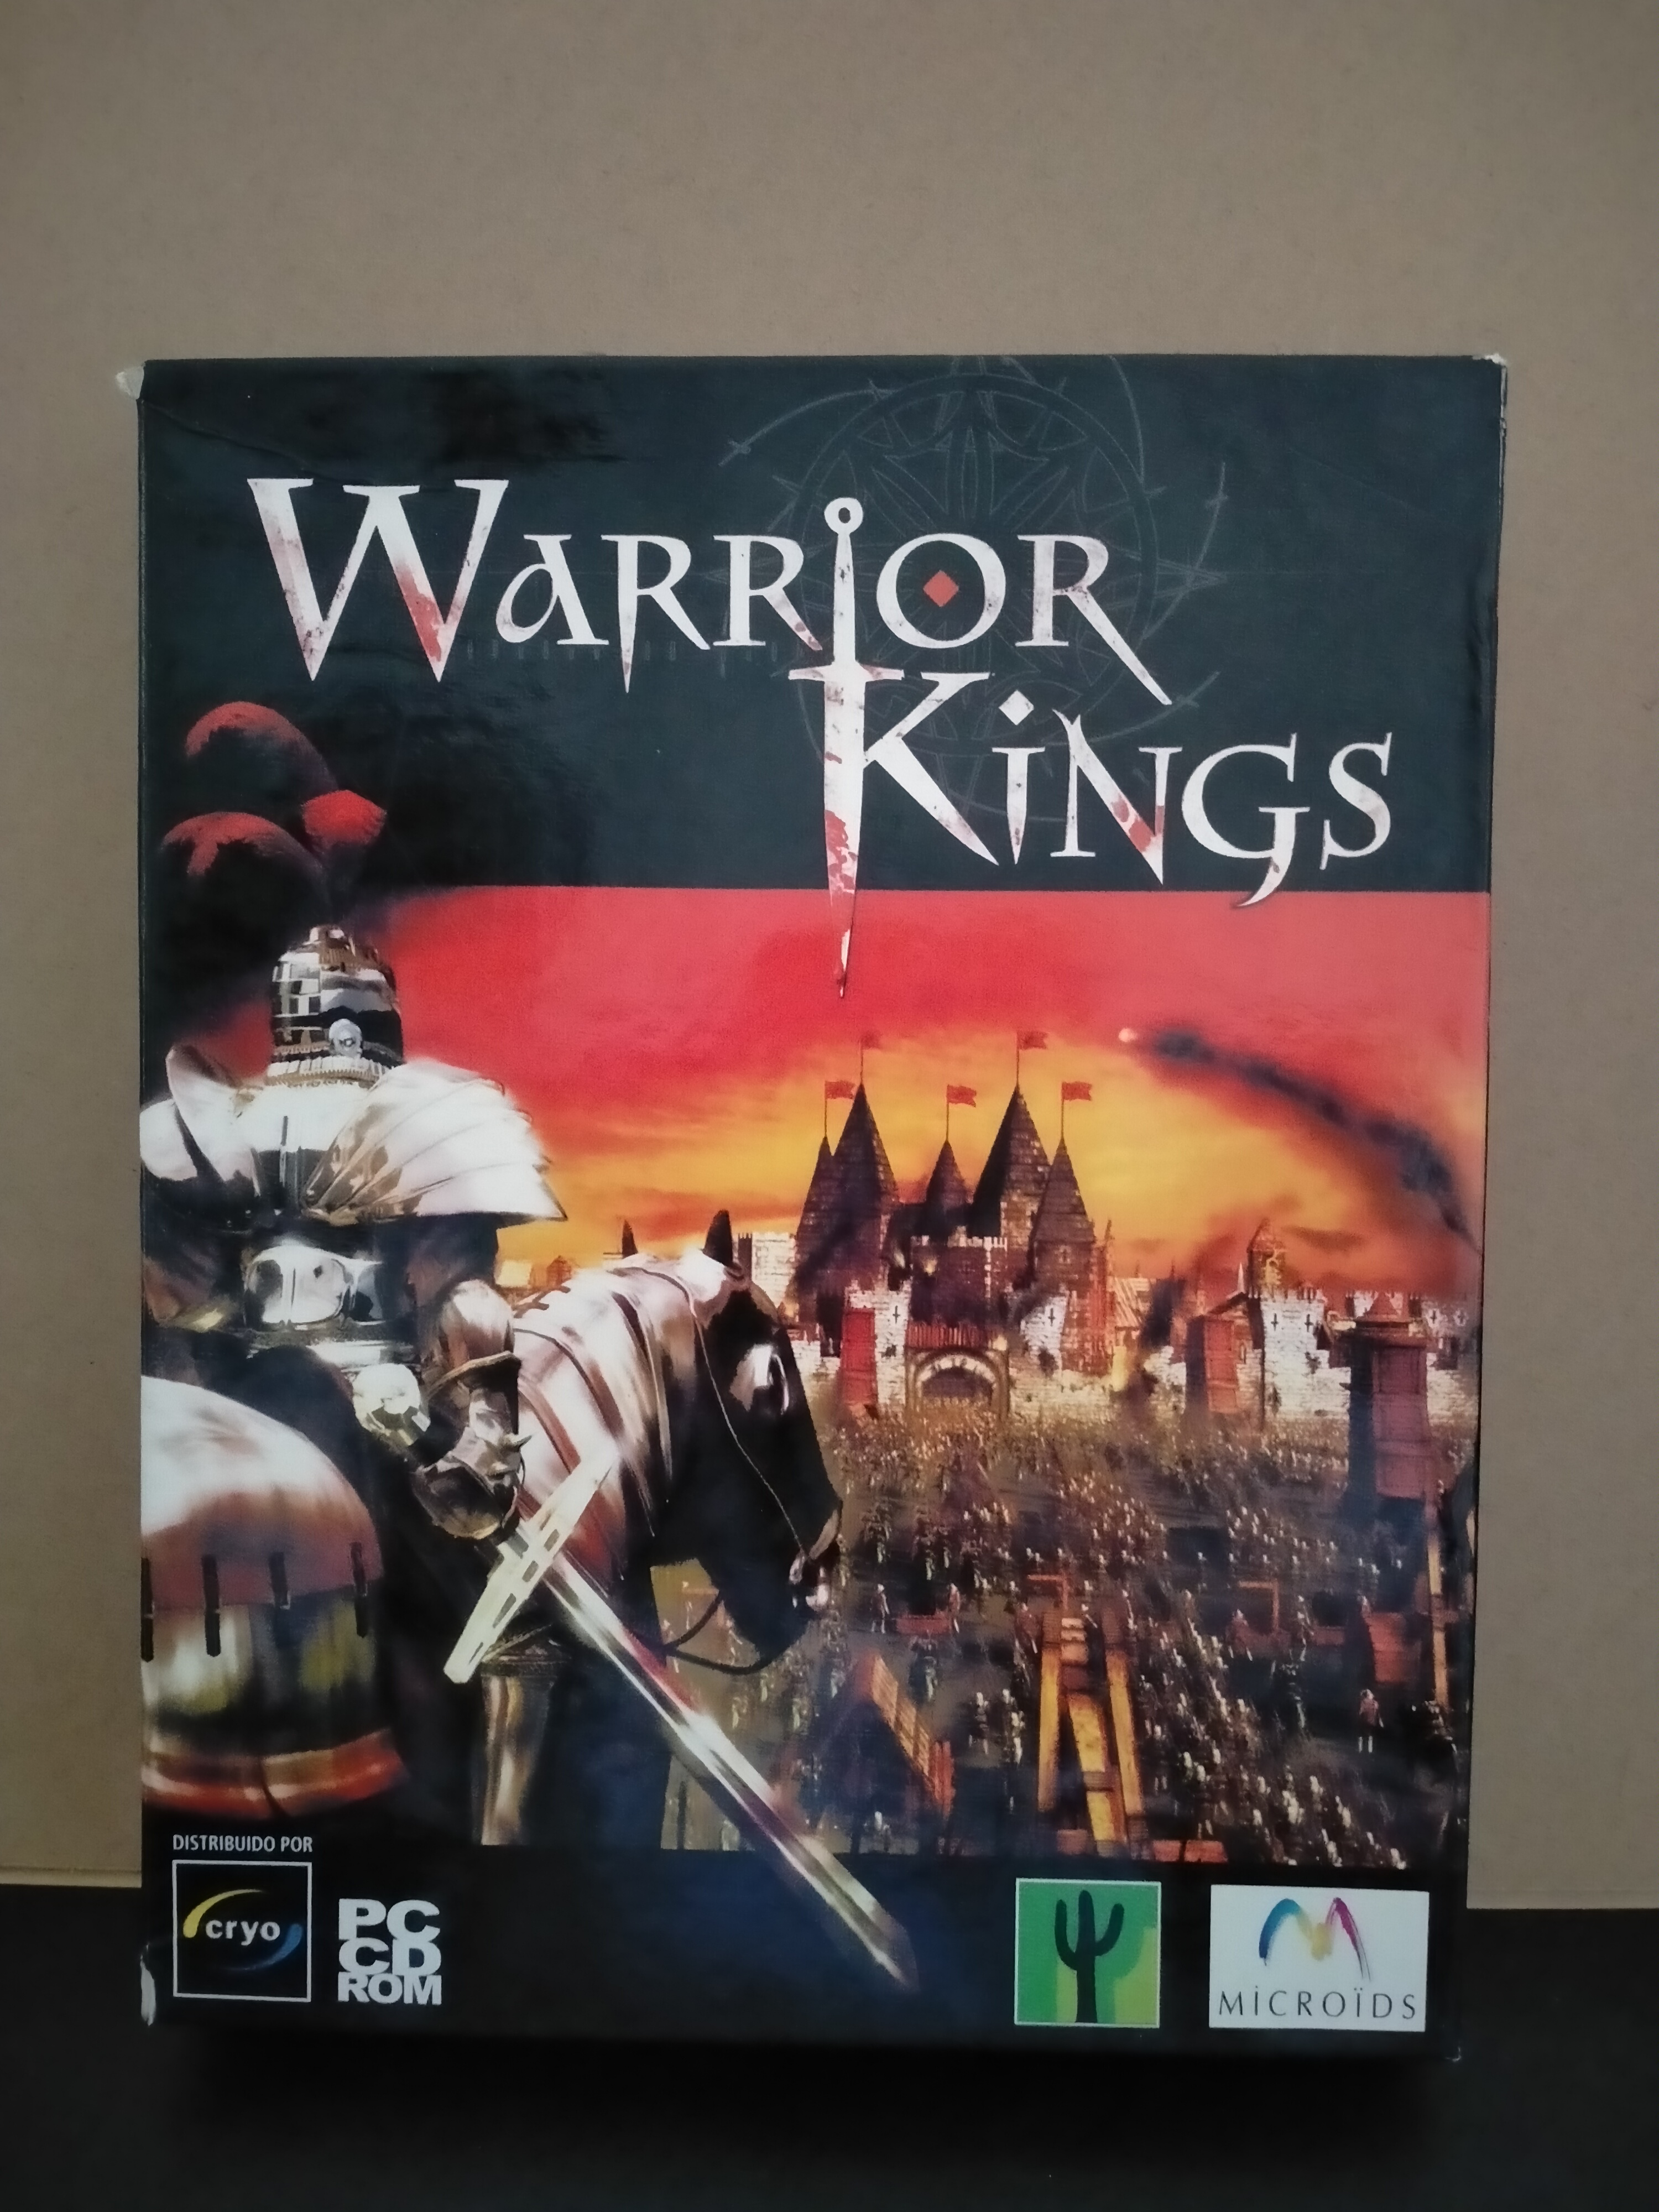 WARRIOR
KINGS
DISTRIBUIDO POR
cryo
PC
CD
ROM
MiCROÏDS